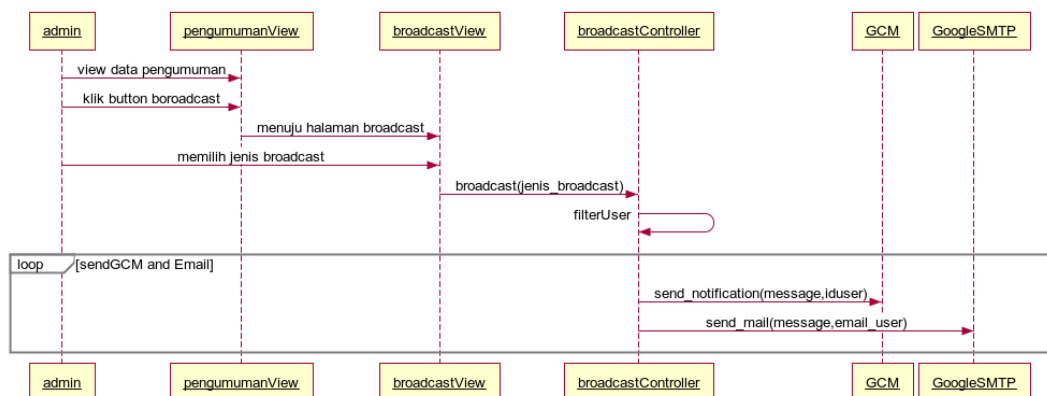 admin pengumumanView broadcastView broadcastController GCM GoogleSMTP
view data pengumuman
klik button boroadcast
menuju halaman broadcast
memilih jenis broadcast
broadcast(jenis_broadcast)
filterUser
loop [sendGCM and Email]
send_notification(message,iduser)
send_mail(message,email_user)
admin pengumumanView broadcastView broadcastController GCM GoogleSMTP